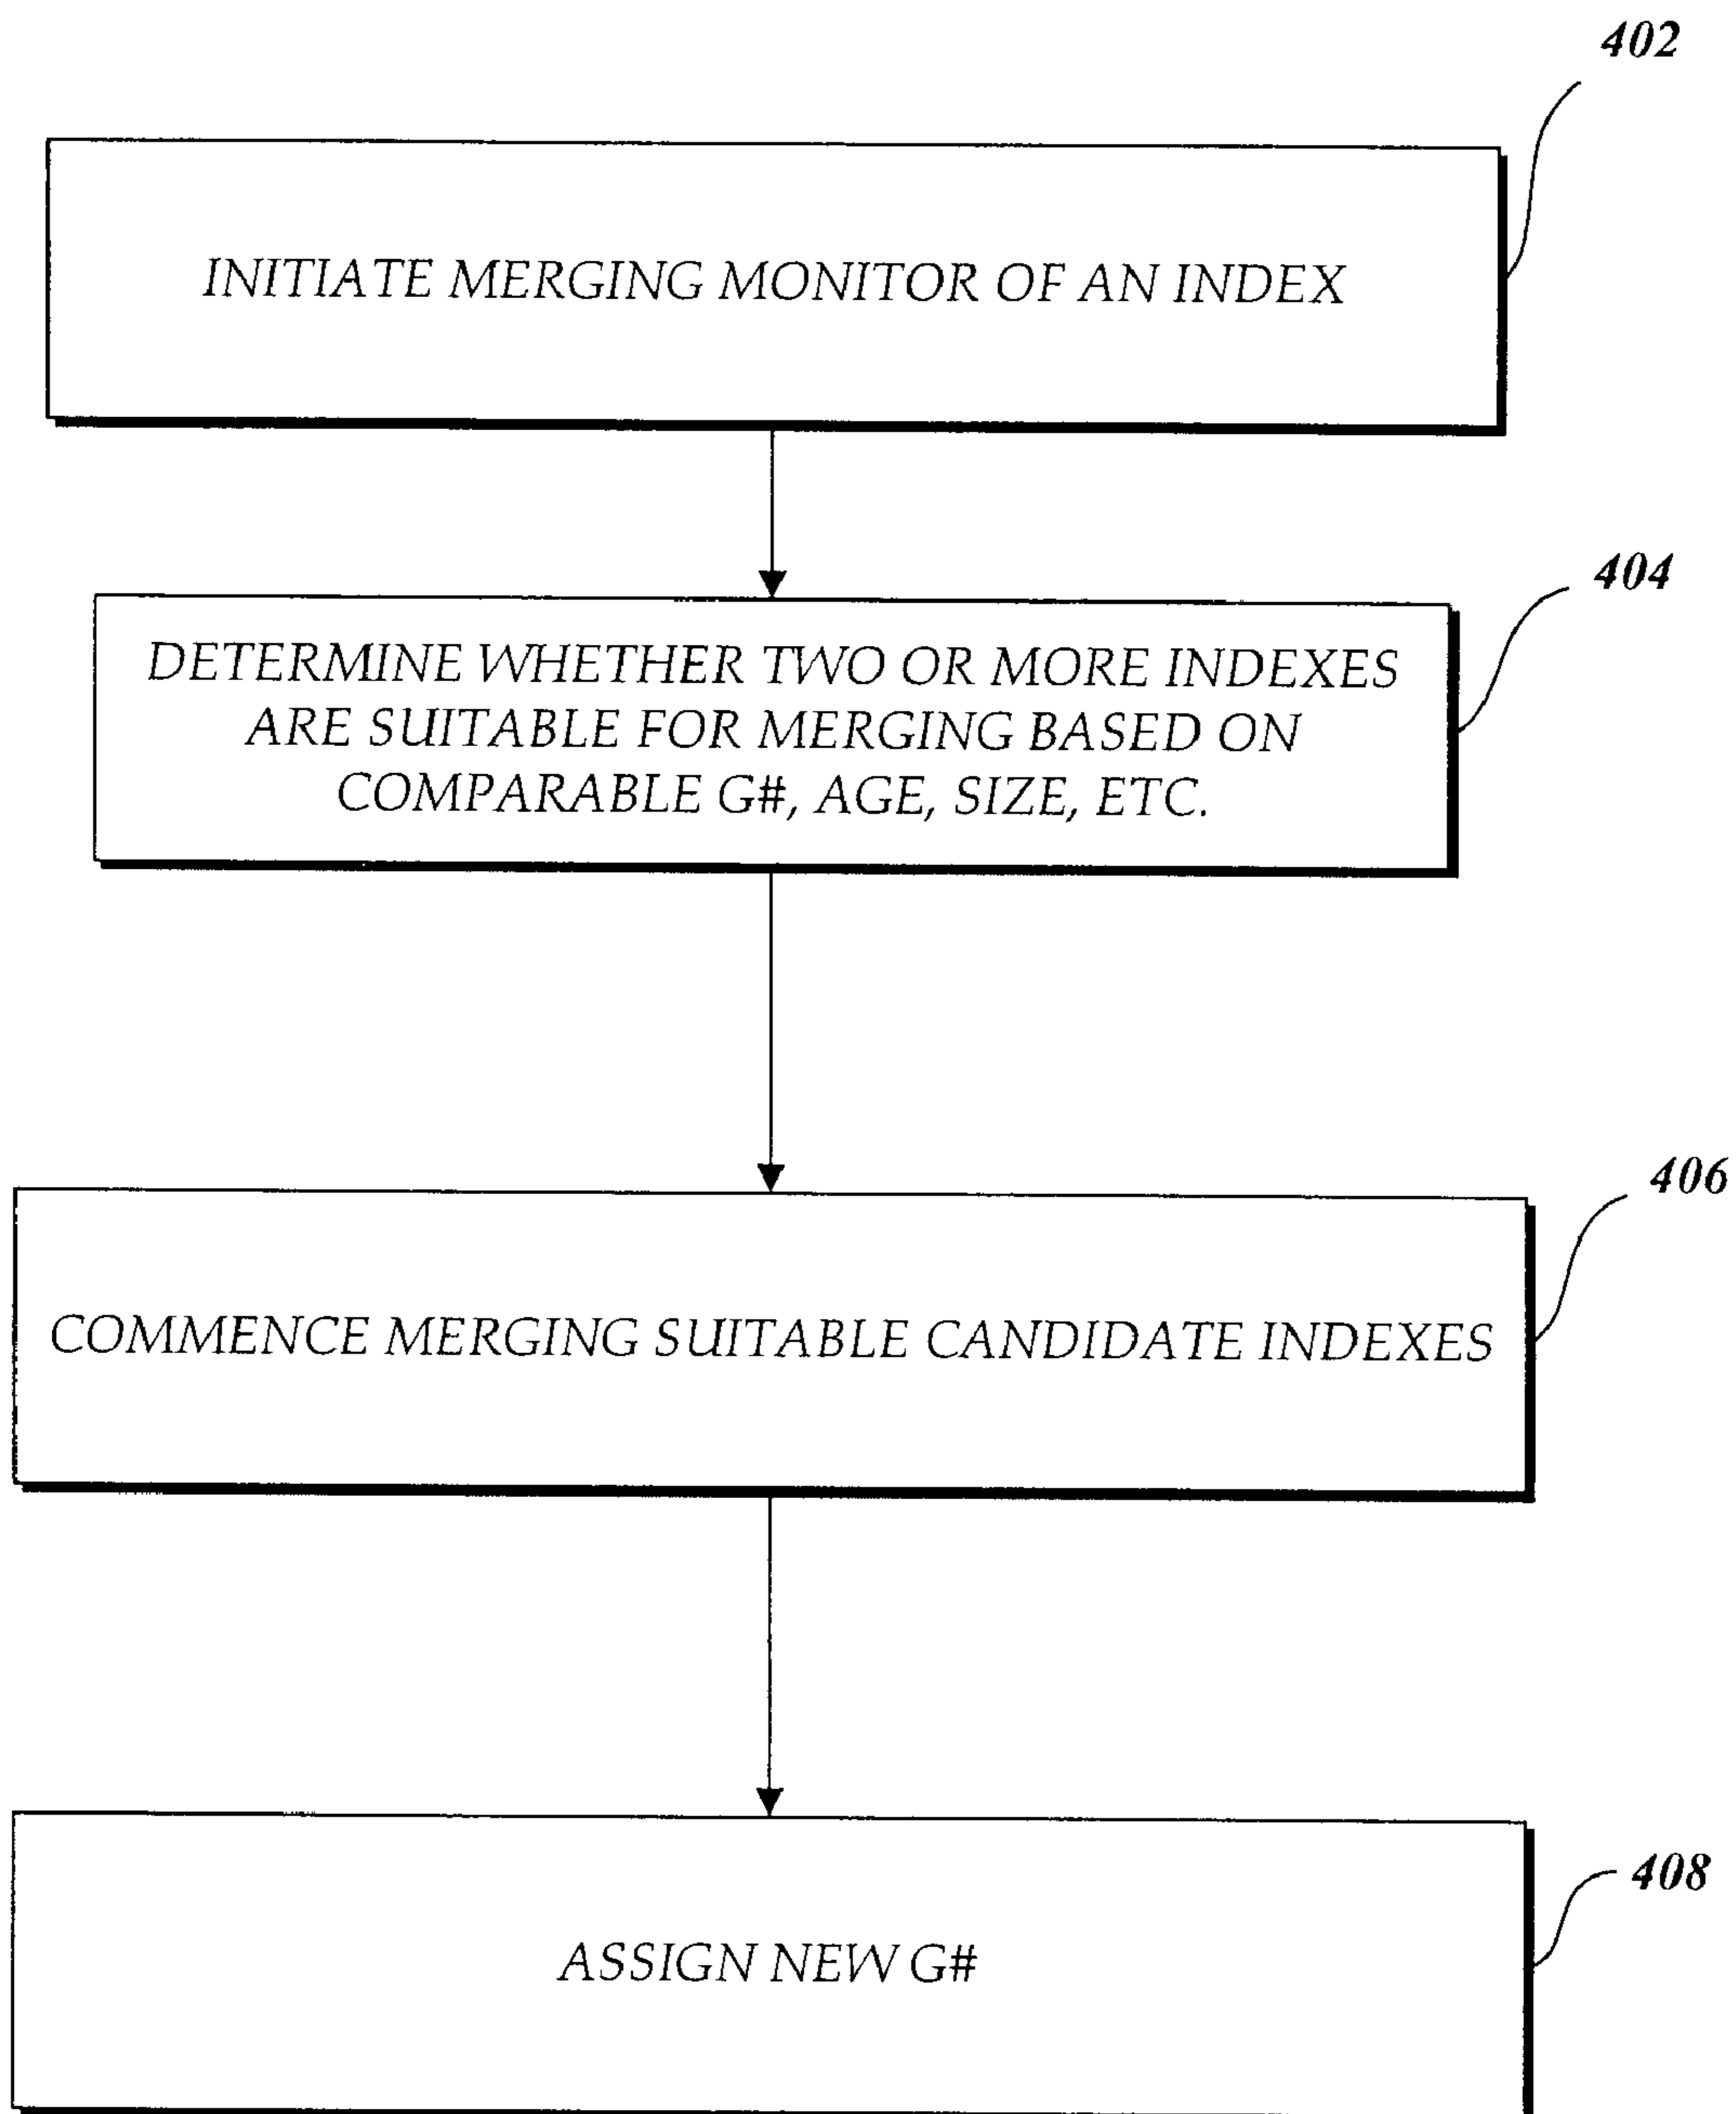 402
INITIATE MERGING MONITOR OF AN INDEX
404
DETERMINE WHETHER TWO OR MORE INDEXES
ARE SUITABLE FOR MERGING BASED ON
COMPARABLE G#, AGE, SIZE, ETC.
406
COMMENCE MERGING SUITABLE CANDIDATE INDEXES
408
ASSIGN NEW G#